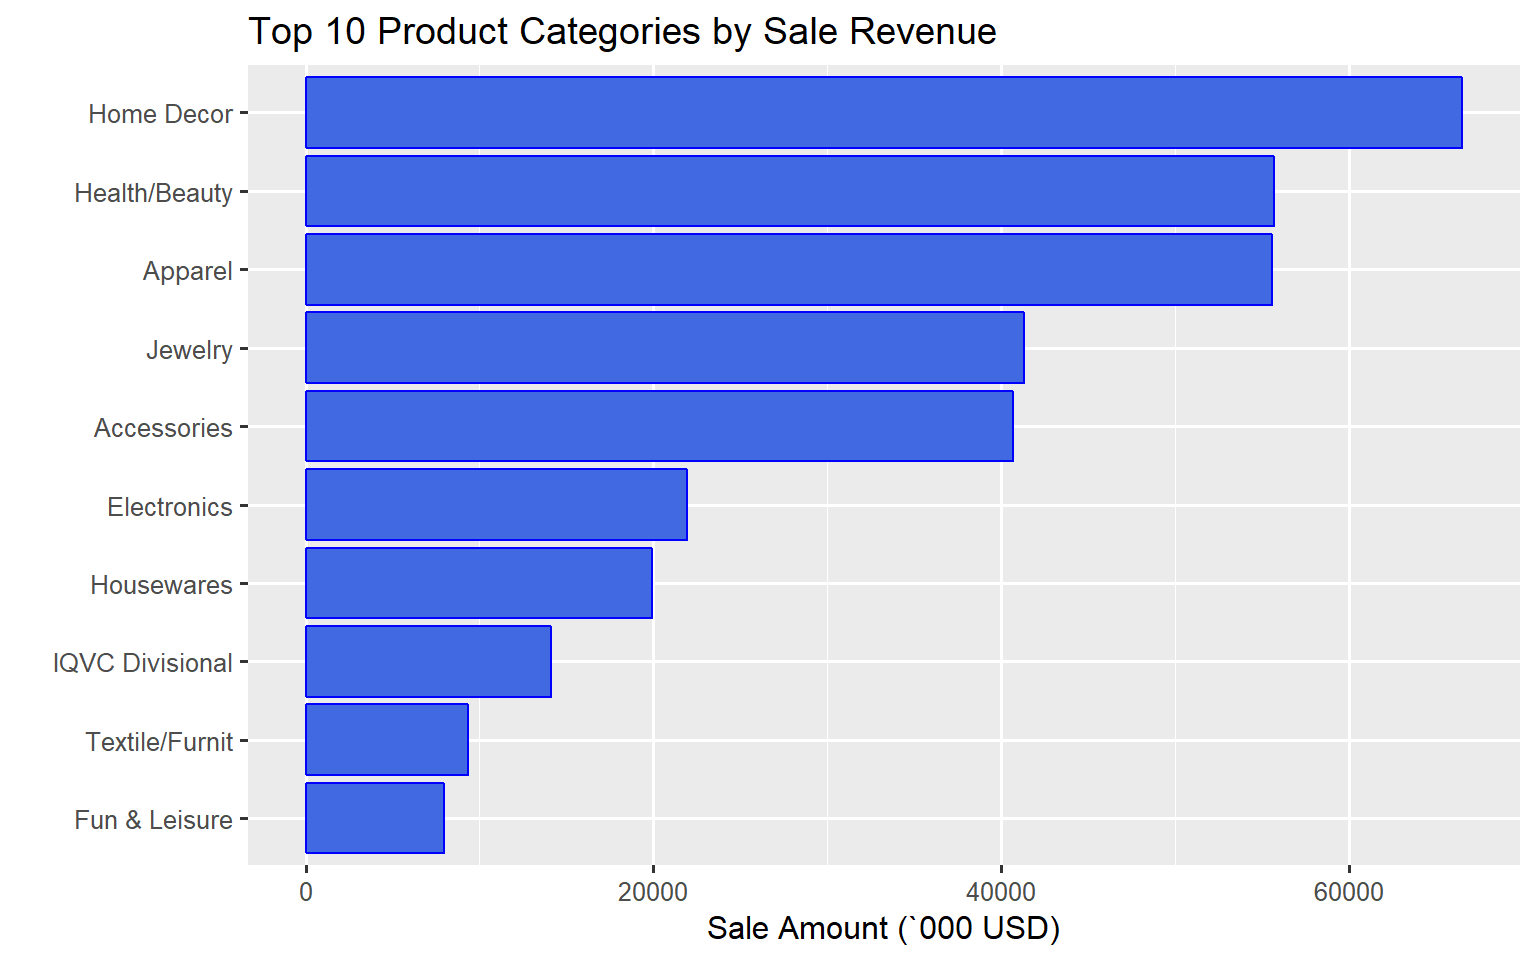 Top 10 Product Categories by Sale Revenue
Home Decor
Health/Beauty
Apparel
Jewelry
Accessories
Electronics
Housewares
IQVC Divisional
Textile/Furnit
Fun & Leisure
0 20000 40000 60000
Sale Amount (`000 USD)